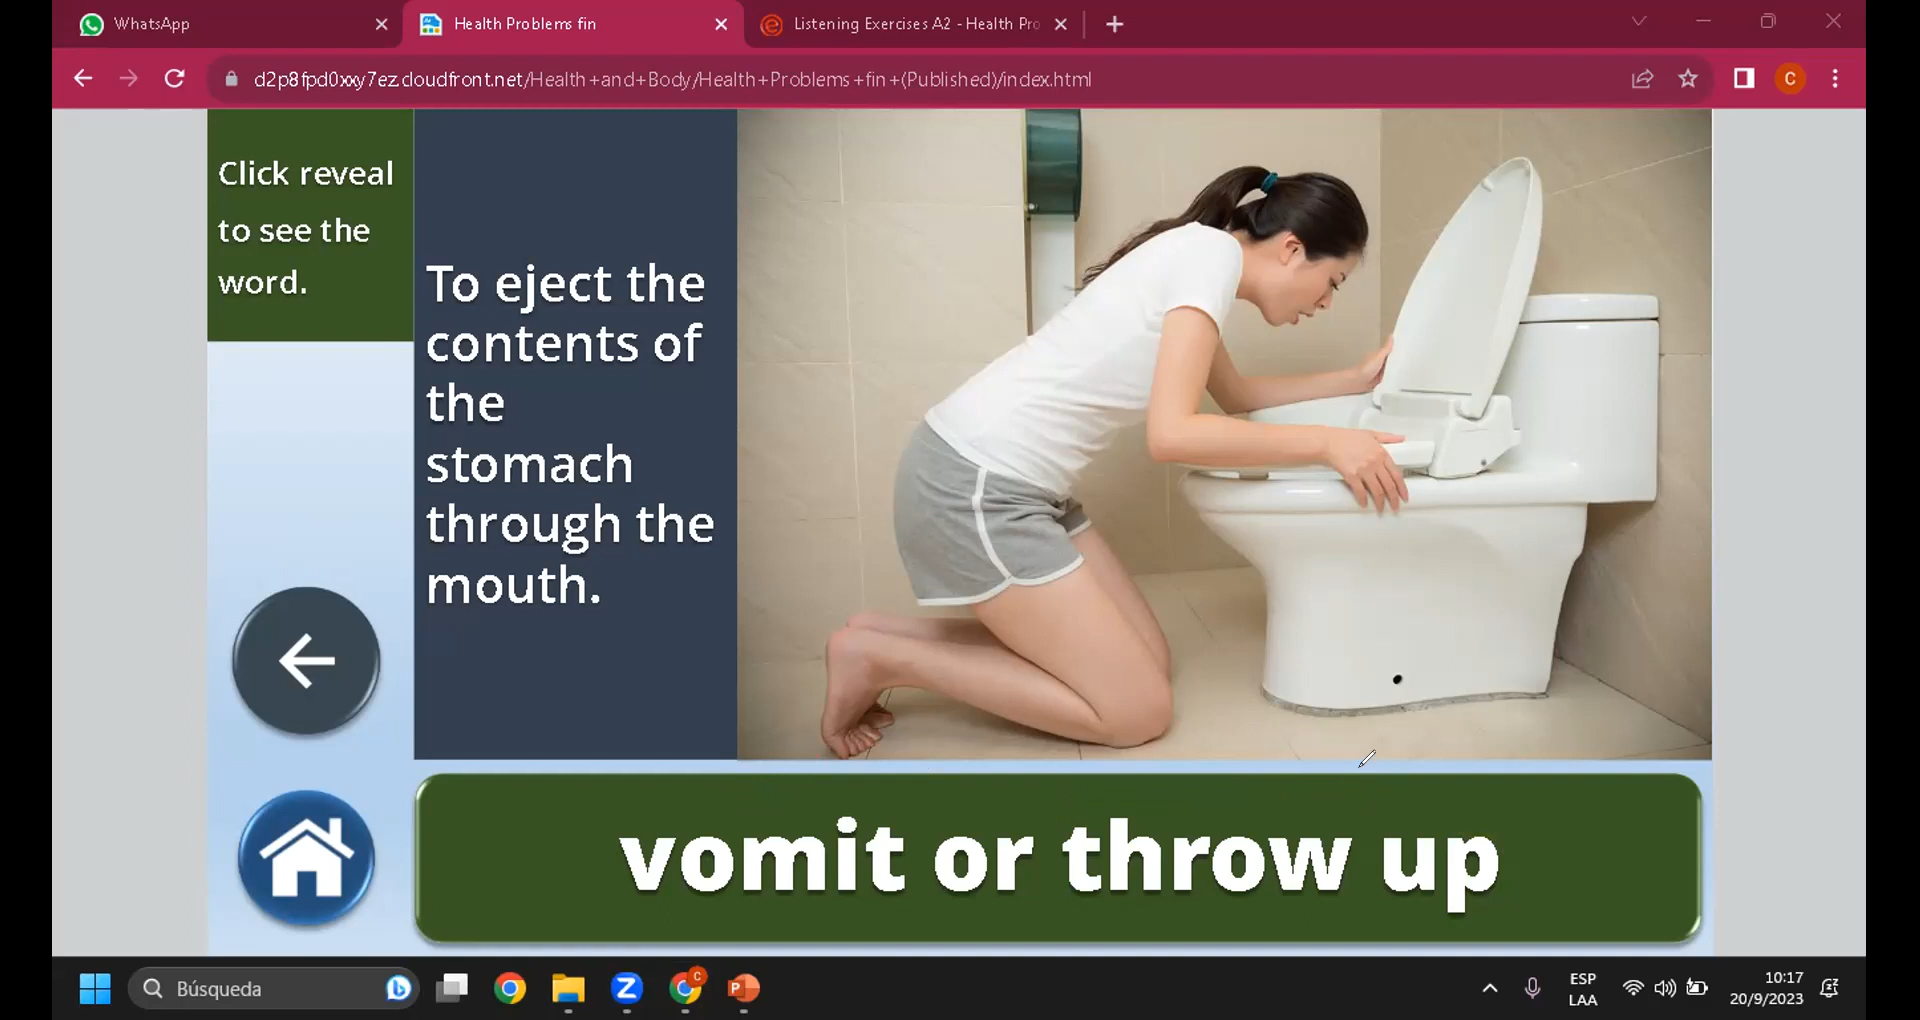 WhatsApp
Health Problems fin
Listening Exercises A2 - Health Pro
d2p8fpd0xxy7ez.cloudfront.net/Health+and+Body/Health+Problems+fin+(Published)/index.html
C
Click reveal
to see the
word.
To eject the
contents of
the
stomach
through the
mouth.
vomit or throw up
Búsqueda
ESP
LAA
10:17
20/9/2023